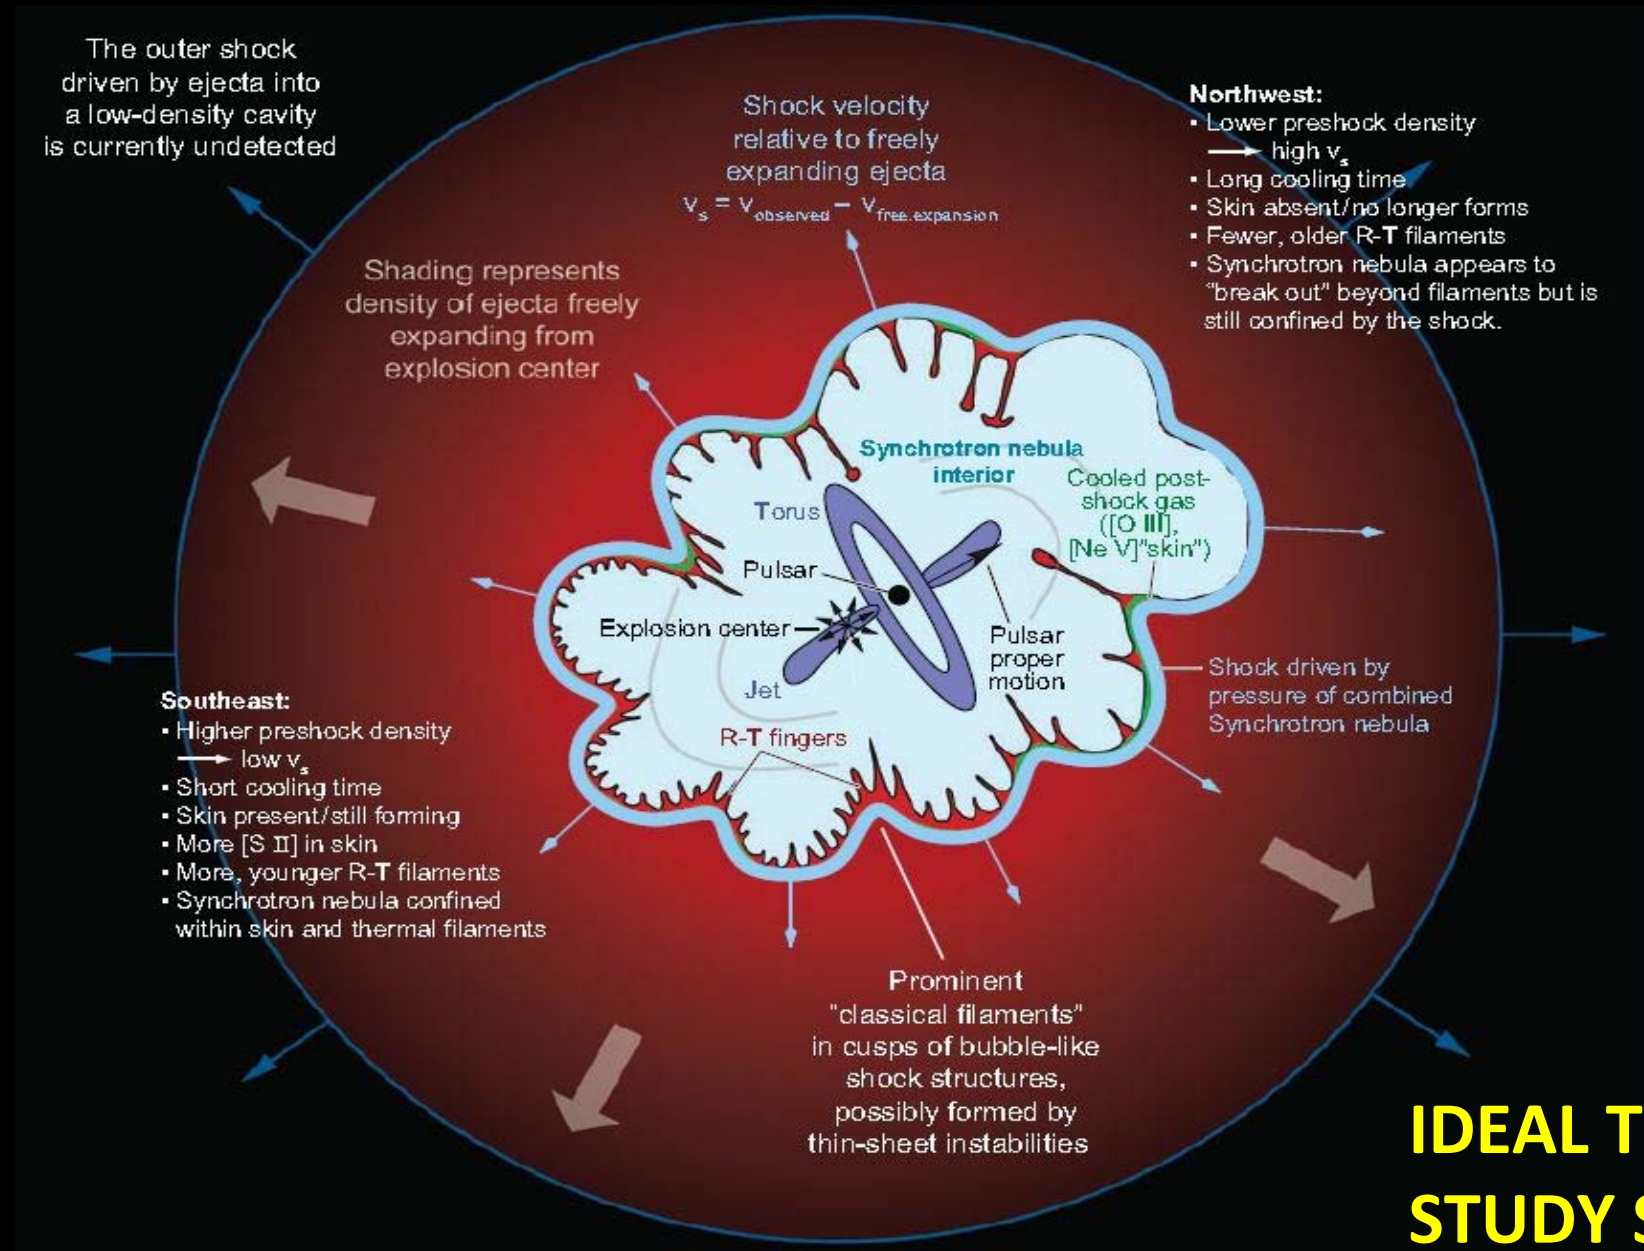 The outer shock
driven by ejecta into
a low-density cavity
is currently undetected
Shock velocity
relative to freely
expanding ejecta
vs = vobserved – vfree.expansion
Northwest:
▪ Lower preshock density
⟶ high vs
▪ Long cooling time
▪ Skin absent/no longer forms
▪ Fewer, older R-T filaments
▪ Synchrotron nebula appears to
"break out" beyond filaments but is
still confined by the shock.
Shading represents
density of ejecta freely
expanding from
explosion center
Synchrotron nebula
interior
Cooled post-
shock gas
([O III],
[Ne V]"skin")
Torus
Pulsar
Explosion center
Pulsar
proper
motion
Jet
R-T fingers
Shock driven by
pressure of combined
Synchrotron nebula
Southeast:
▪ Higher preshock density
⟶ low vs
▪ Short cooling time
▪ Skin present/still forming
▪ More [S II] in skin
▪ More, younger R-T filaments
▪ Synchrotron nebula confined
within skin and thermal filaments
Prominent
"classical filaments"
in cusps of bubble-like
shock structures,
possibly formed by
thin-sheet instabilities
IDEAL T
STUDY S